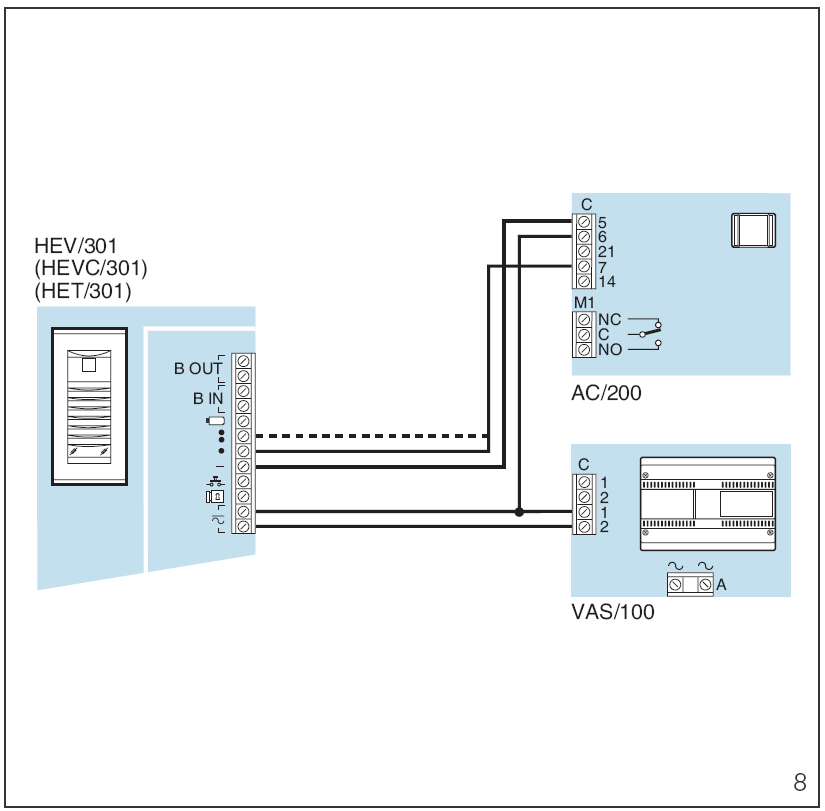 HEV/301
(HEVC/301)
(HET/301)
B OUT
B IN
C
5
6
21
7
14
M1
NC
C
NO
AC/200
C
1
2
1
2
A
VAS/100
8